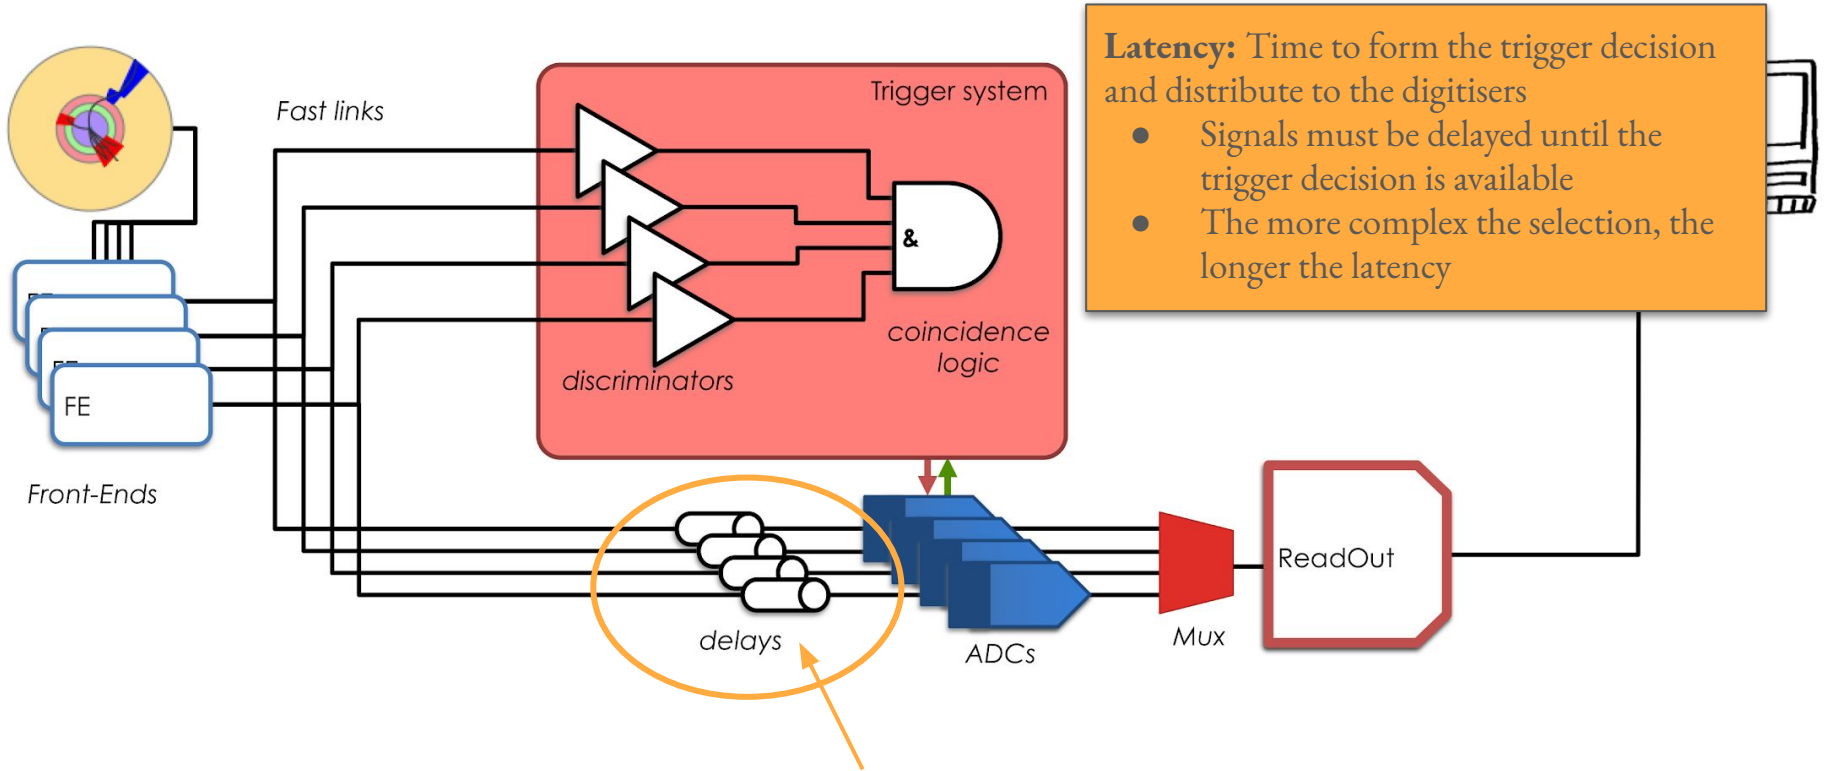 Latency: Time to form the trigger decision
and distribute to the digitisers
● Signals must be delayed until the
trigger decision is available
● The more complex the selection, the
longer the latency
Trigger system
Fast links
&
coincidence
logic
discriminators
FE
Front-Ends
delays
ADCs
Mux
ReadOut